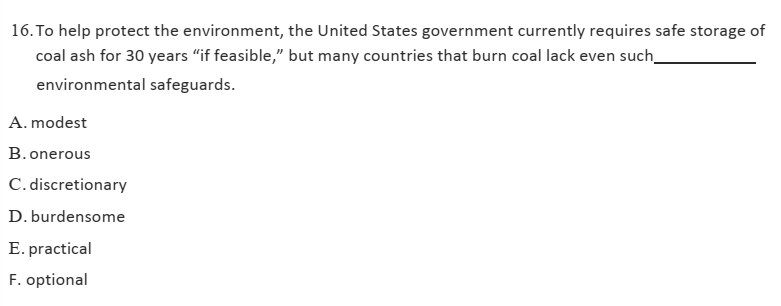 16. To help protect the environment, the United States government currently requires safe storage of
coal ash for 30 years “if feasible,” but many countries that burn coal lack even such____________
environmental safeguards.
A. modest
B. onerous
C. discretionary
D. burdensome
E. practical
F. optional